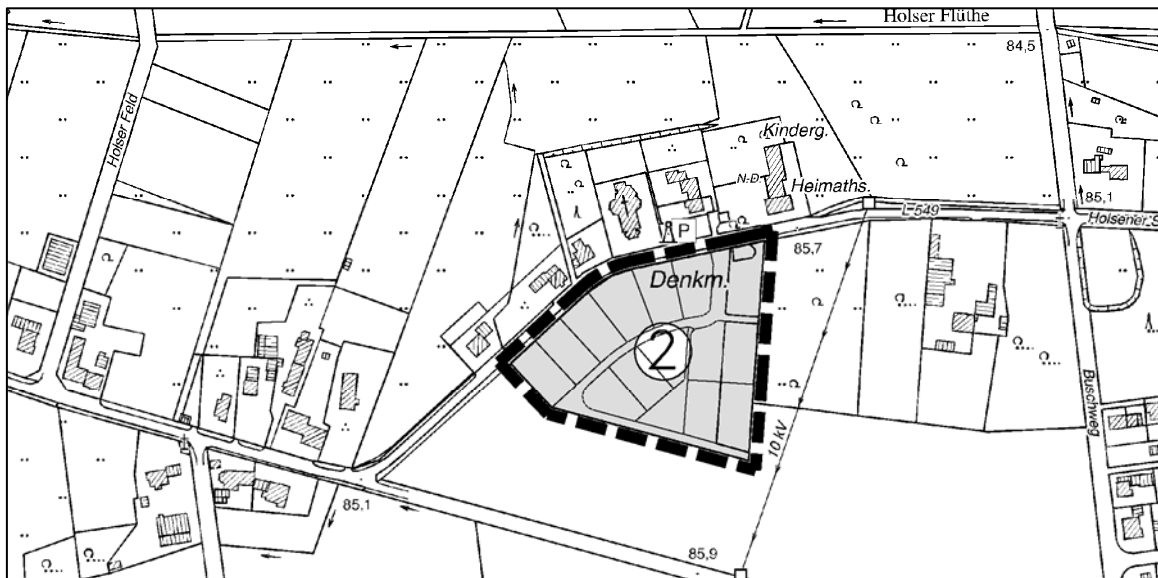 Holser Flüthe
84,5
Holser Feld
Kinderg.
N-D
Heimaths.
85,1
L 549
Holsener S
P
85,7
Denkm.
2
Buschweg
10 kV
85,1
85,9